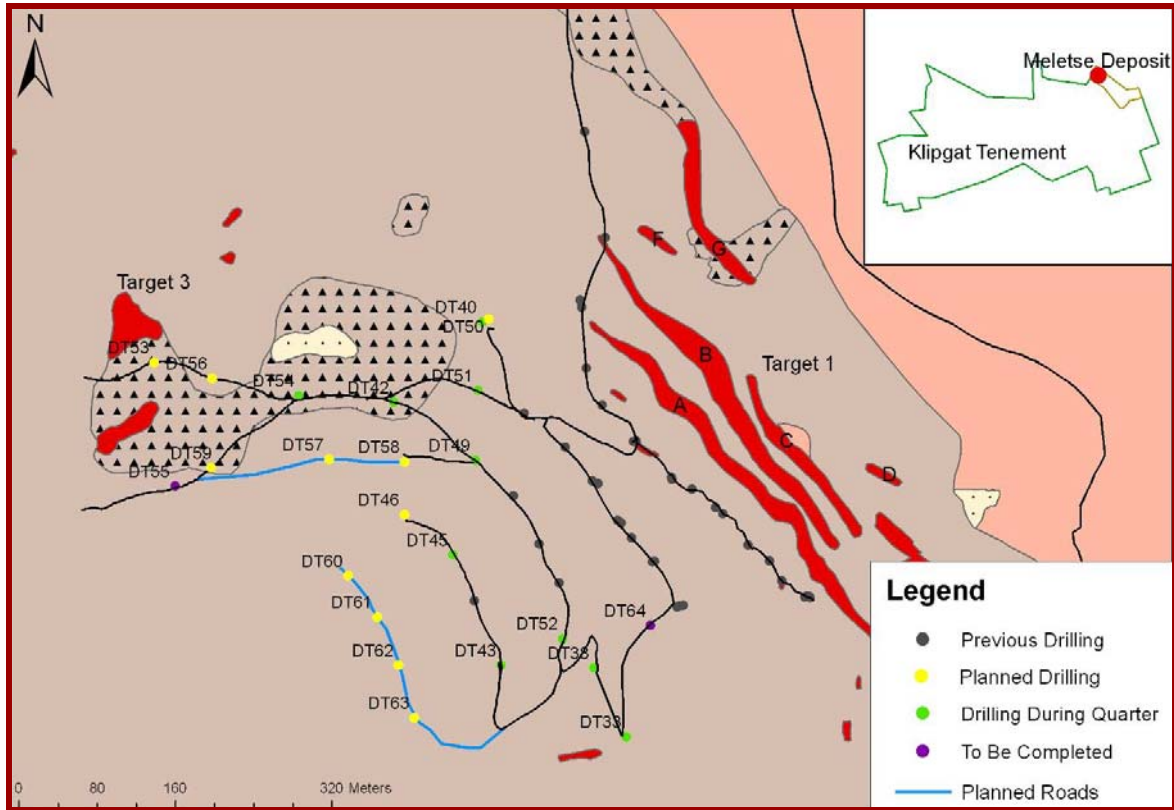 N
Meletse Deposit
Klipgat Tenement
F
G
Target 3
DT40
DT50
B
Target 1
DT53
DT56
DT54
DT42
DT51
A
C
DT59
DT57
DT58
DT49
D
DT55
DT46
DT45
DT60
DT61
DT64
DT52
DT62
DT43
DT38
DT63
DT33
Legend
Previous Drilling
Planned Drilling
Drilling During Quarter
To Be Completed
Planned Roads
0 80 160 320 Meters